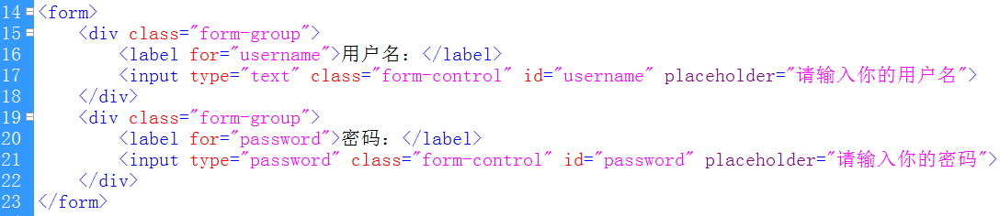 14 <form>
15     <div class="form-group">
16         <label for="username">用户名：</label>
17         <input type="text" class="form-control" id="username" placeholder="请输入你的用户名">
18     </div>
19     <div class="form-group">
20         <label for="password">密码：</label>
21         <input type="password" class="form-control" id="password" placeholder="请输入你的密码">
22     </div>
23 </form>